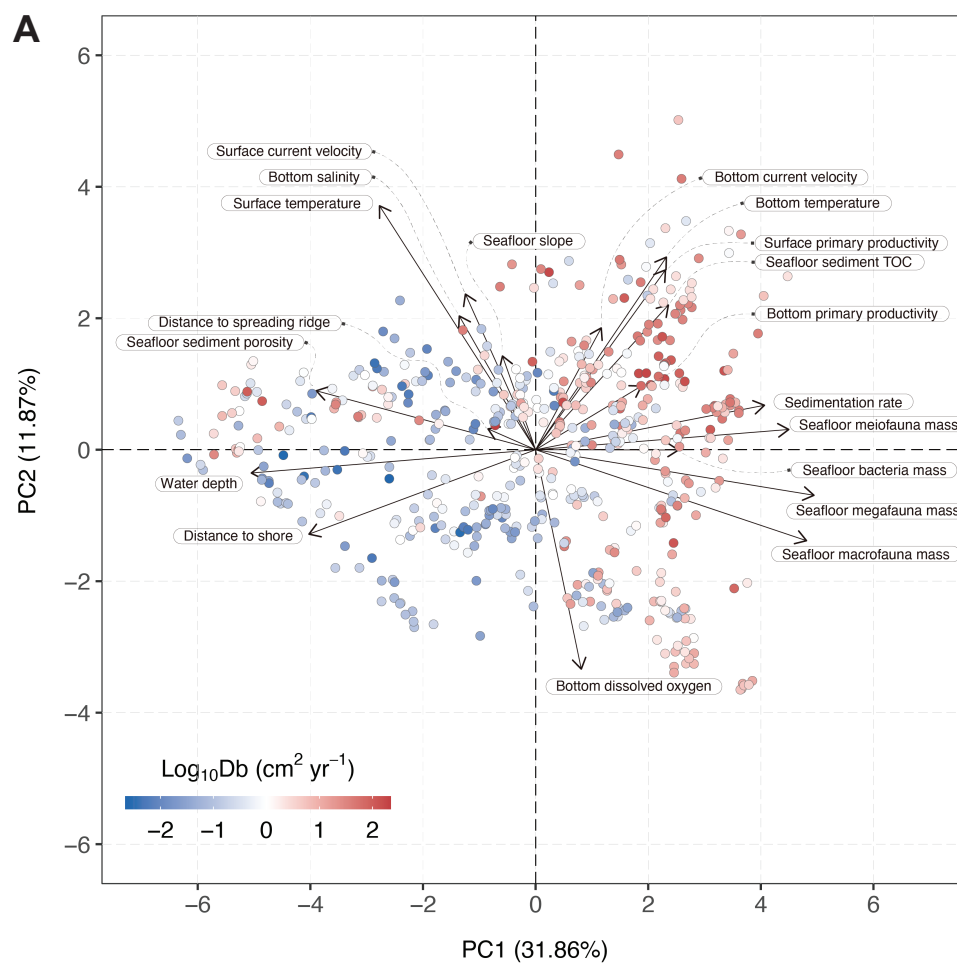 A
6
4
2
0
−2
−4
−6
PC2 (11.87%)
Surface current velocity
Bottom salinity
Surface temperature
Seafloor slope
Distance to spreading ridge
Seafloor sediment porosity
Water depth
Distance to shore
Bottom current velocity
Bottom temperature
Surface primary productivity
Seafloor sediment TOC
Bottom primary productivity
Sedimentation rate
Seafloor meiofauna mass
Seafloor bacteria mass
Seafloor megafauna mass
Seafloor macrofauna mass
Bottom dissolved oxygen
Log₁₀Db (cm² yr⁻¹)
−2 −1 0 1 2
−6 −4 −2 0 2 4 6
PC1 (31.86%)